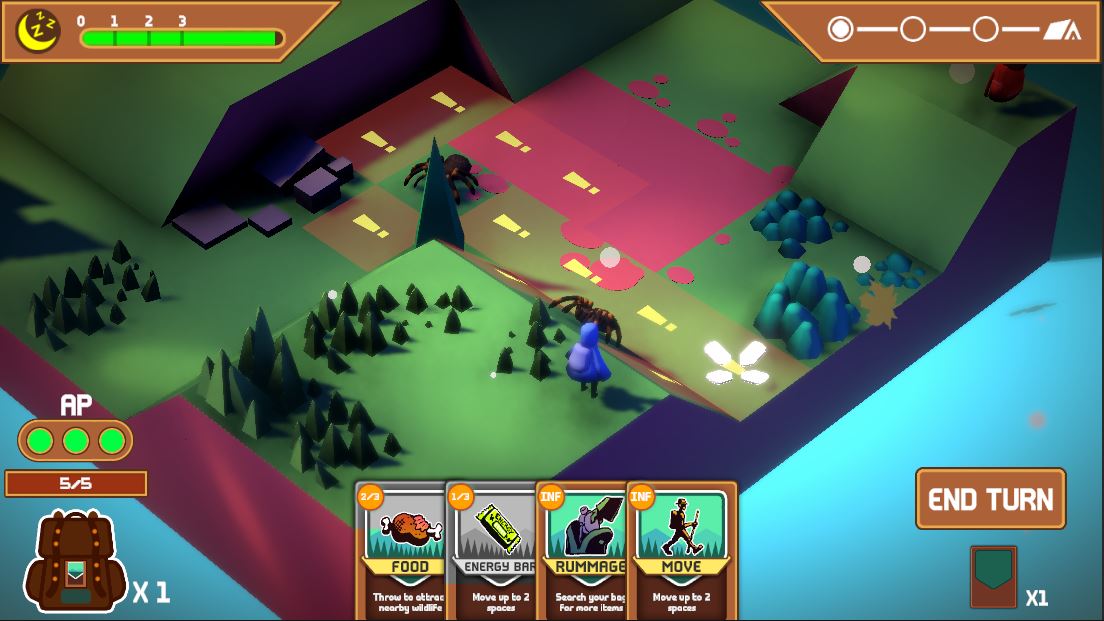 0 1 2 3
AP
5/5
X 1
2/3
FOOD
Throw to attrac
nearby wildlife
1/3
ENERGY
ENERGY BAR
Move up to 2
spaces
INF
RUMMAGE
Search your bag
for more items
INF
MOVE
Move up to 2
spaces
END TURN
X1